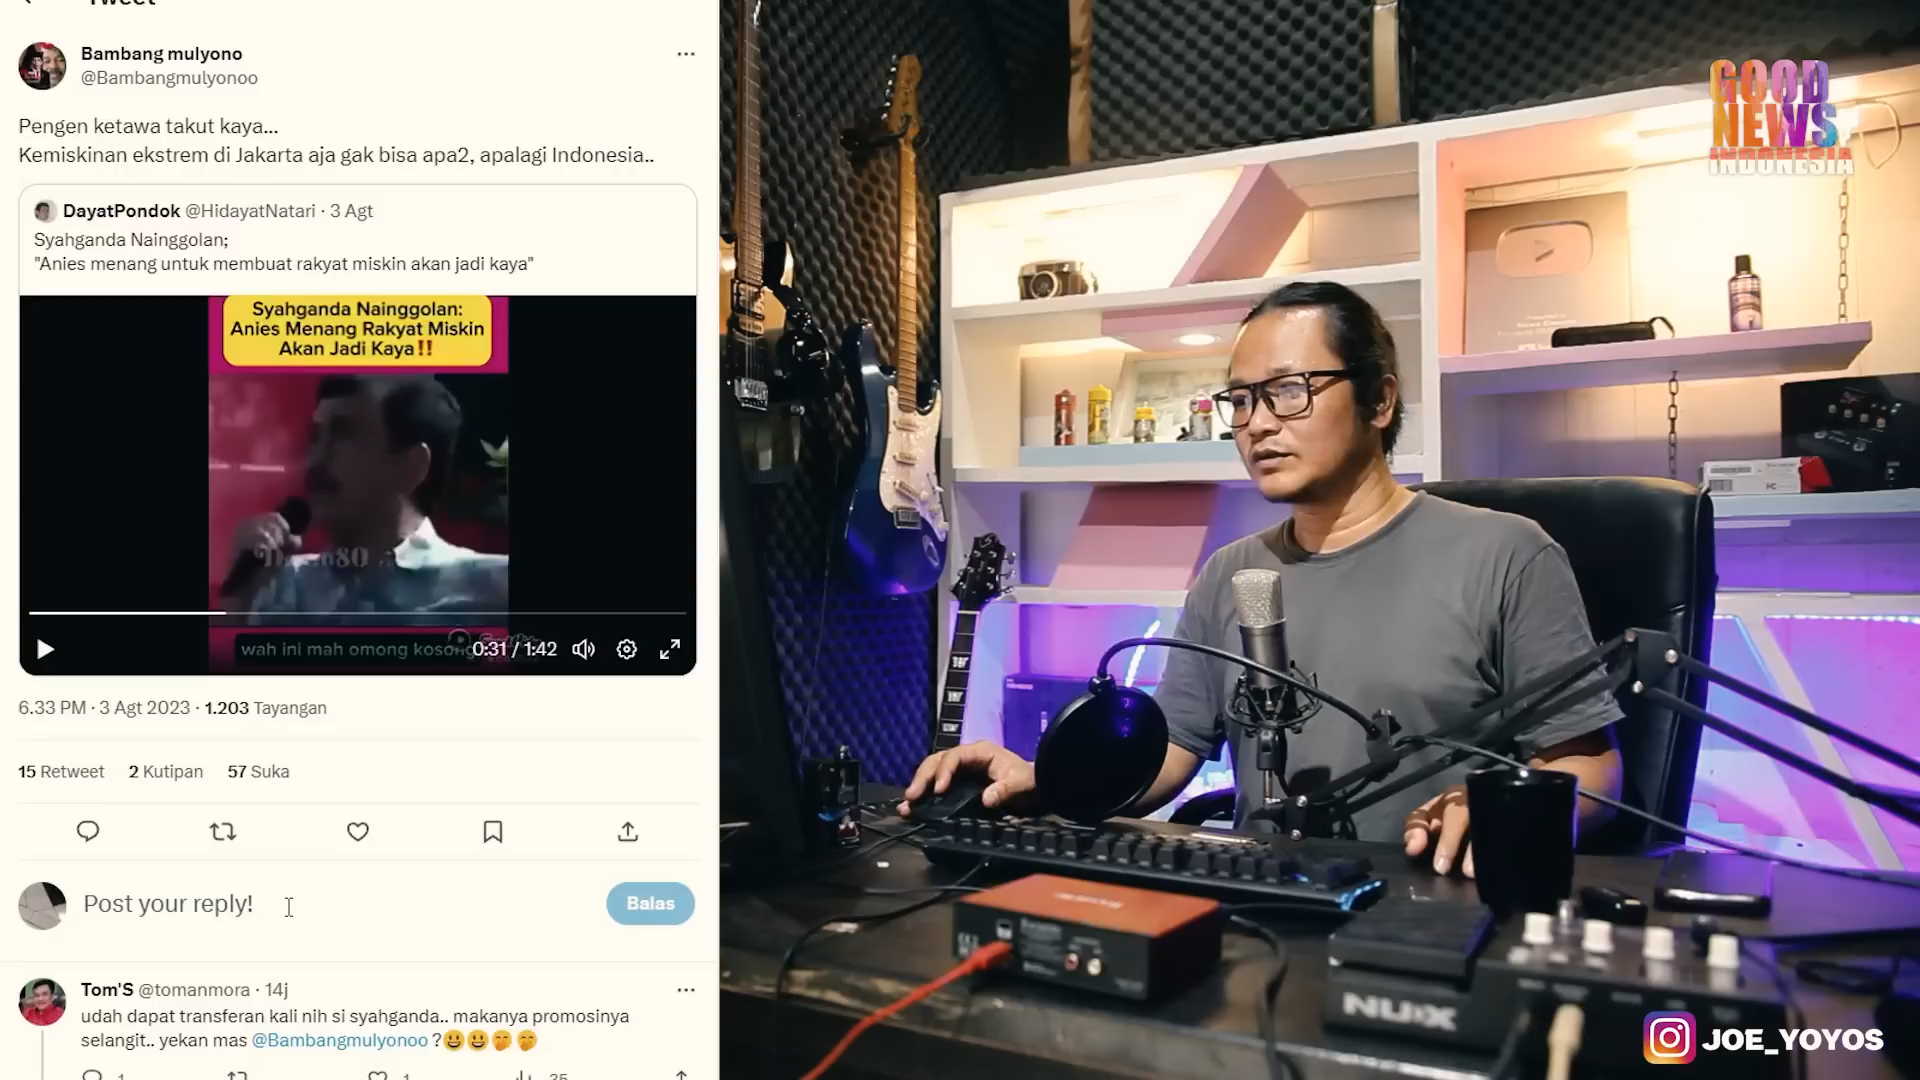 Tweet
Bambang mulyono
@Bambangmulyonoo
Pengen ketawa takut kaya...
Kemiskinan ekstrem di Jakarta aja gak bisa apa2, apalagi Indonesia..
DayatPondok @HidayatNatari · 3 Agt
Syahganda Nainggolan;
"Anies menang untuk membuat rakyat miskin akan jadi kaya"
Syahganda Nainggolan:
Anies Menang Rakyat Miskin
Akan Jadi Kaya‼️
wah ini mah omong kosong
0:31 / 1:42
6.33 PM · 3 Agt 2023 · 1.203 Tayangan
15 Retweet 2 Kutipan 57 Suka
Post your reply!
Balas
Tom'S @tomanmora · 14j
udah dapat transferan kali nih si syahganda.. makanya promosinya
selangit.. yekan mas @Bambangmulyonoo ?😃😃🤭🤭
1
1
35
GOOD
NEWS
INDONESIA
NUX
JOE_YOYOS